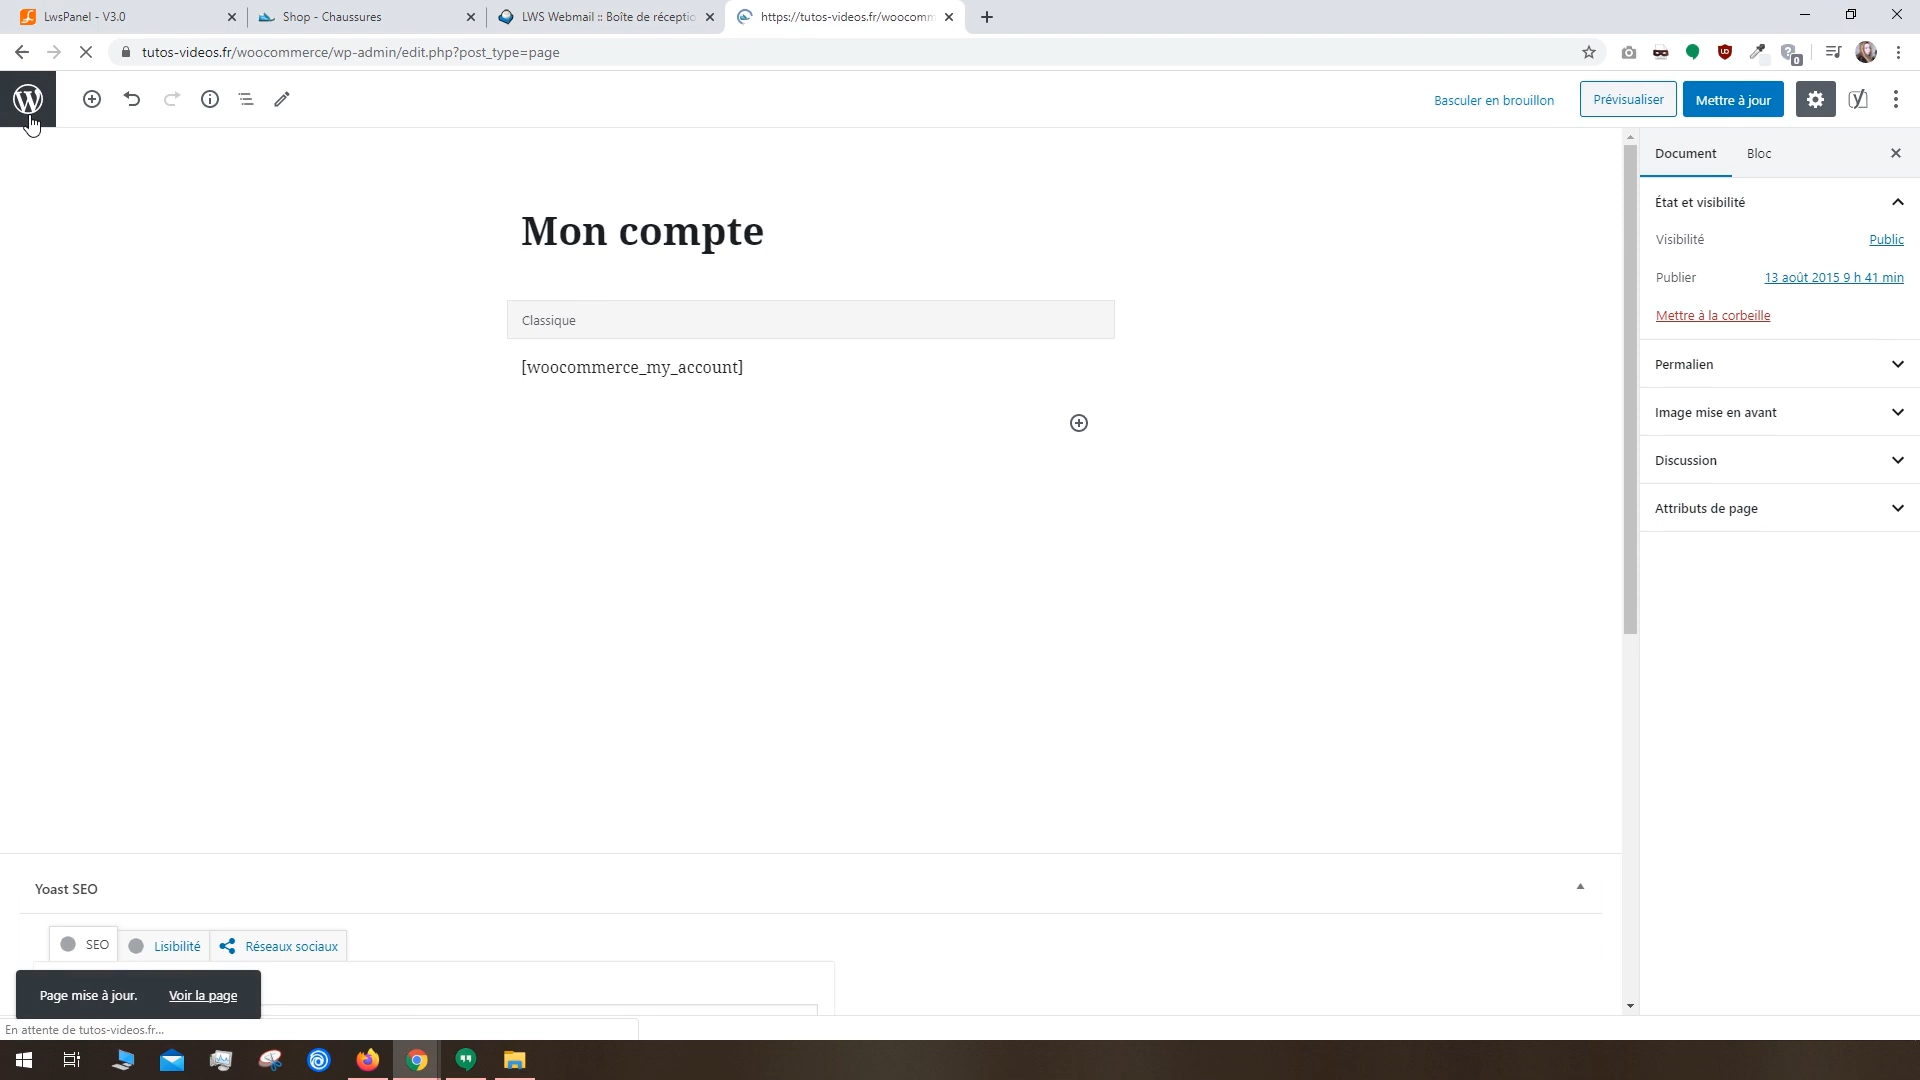 LwsPanel - V3.0
Shop - Chaussures
LWS Webmail :: Boîte de réceptio
https://tutos-videos.fr/woocomm
tutos-videos.fr/woocommerce/wp-admin/edit.php?post_type=page
0
Basculer en brouillon
Prévisualiser
Mettre à jour
Document
Bloc
Mon compte
Classique
[woocommerce_my_account]
État et visibilité
Visibilité
Public
Publier
13 août 2015 9 h 41 min
Mettre à la corbeille
Permalien
Image mise en avant
Discussion
Attributs de page
Yoast SEO
SEO
Lisibilité
Réseaux sociaux
Page mise à jour.
Voir la page
En attente de tutos-videos.fr...